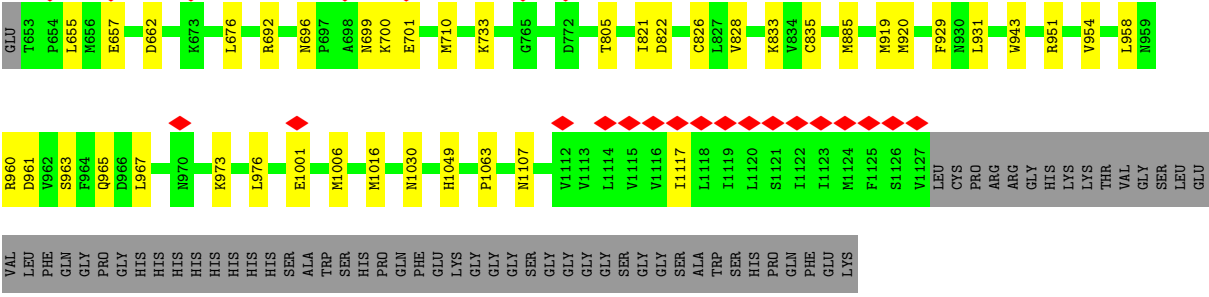 GLU T653 P654 L655 M656 E657 D662 K673 L676 R692 N696 P697 A698 N699 K700 E701 M710 K733 G765 D772 T805 I821 D822 C826 L827 V828 K833 V834 C835 M885 M919 M920 F929 N930 L931 W943 R951 V954 L958 N959
R960 D961 V962 S963 F964 Q965 D966 L967 N970 K973 L976 E1001 M1006 M1016 N1030 H1049 P1063 N1107 V1112 V1113 L1114 V1115 V1116 I1117 L1118 I1119 L1120 S1121 I1122 I1123 M1124 F1125 S1126 V1127 LEU CYS PRO ARG ARG GLY HIS LYS LYS THR VAL GLY SER LEU GLU
VAL LEU PHE GLN GLY PRO GLY HIS HIS HIS HIS HIS HIS HIS HIS SER ALA TRP SER HIS PRO GLN PHE GLU LYS GLY GLY GLY SER GLY GLY GLY GLY SER GLY GLY SER ALA TRP SER HIS PRO GLN PHE GLU LYS